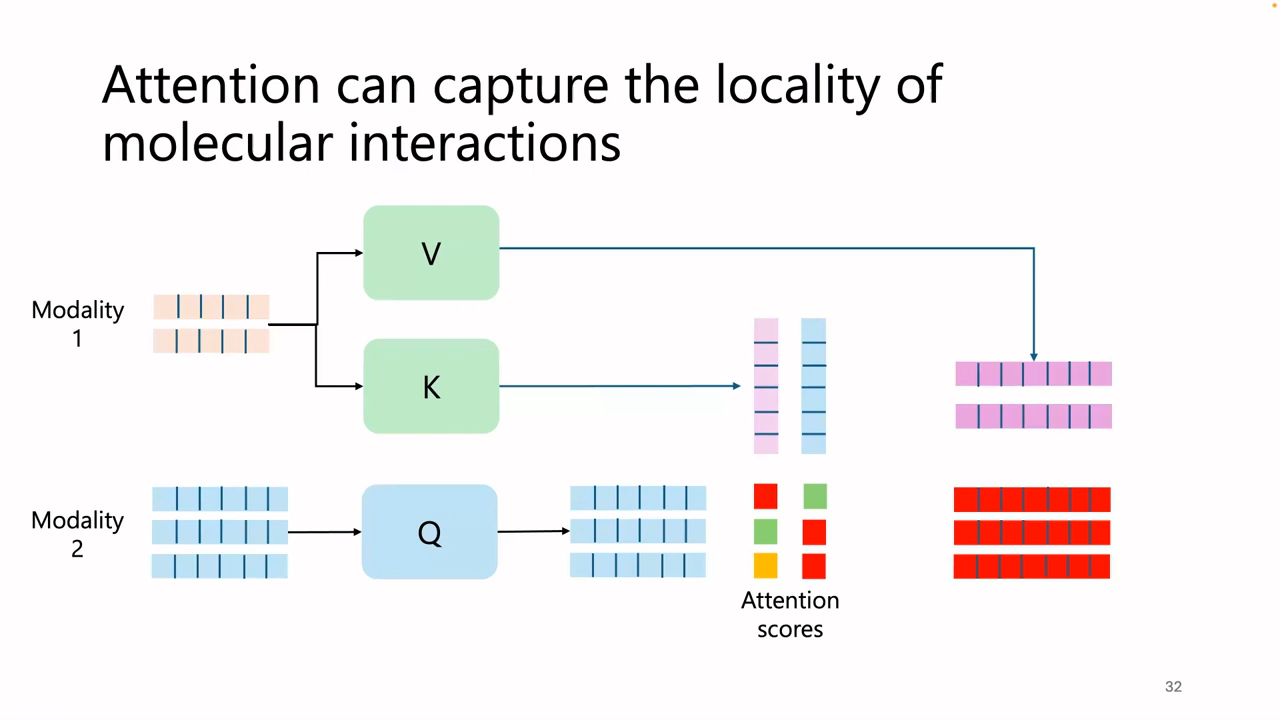 Attention can capture the locality of
molecular interactions
V
Modality
1
K
Modality
2
Q
Attention
scores
32